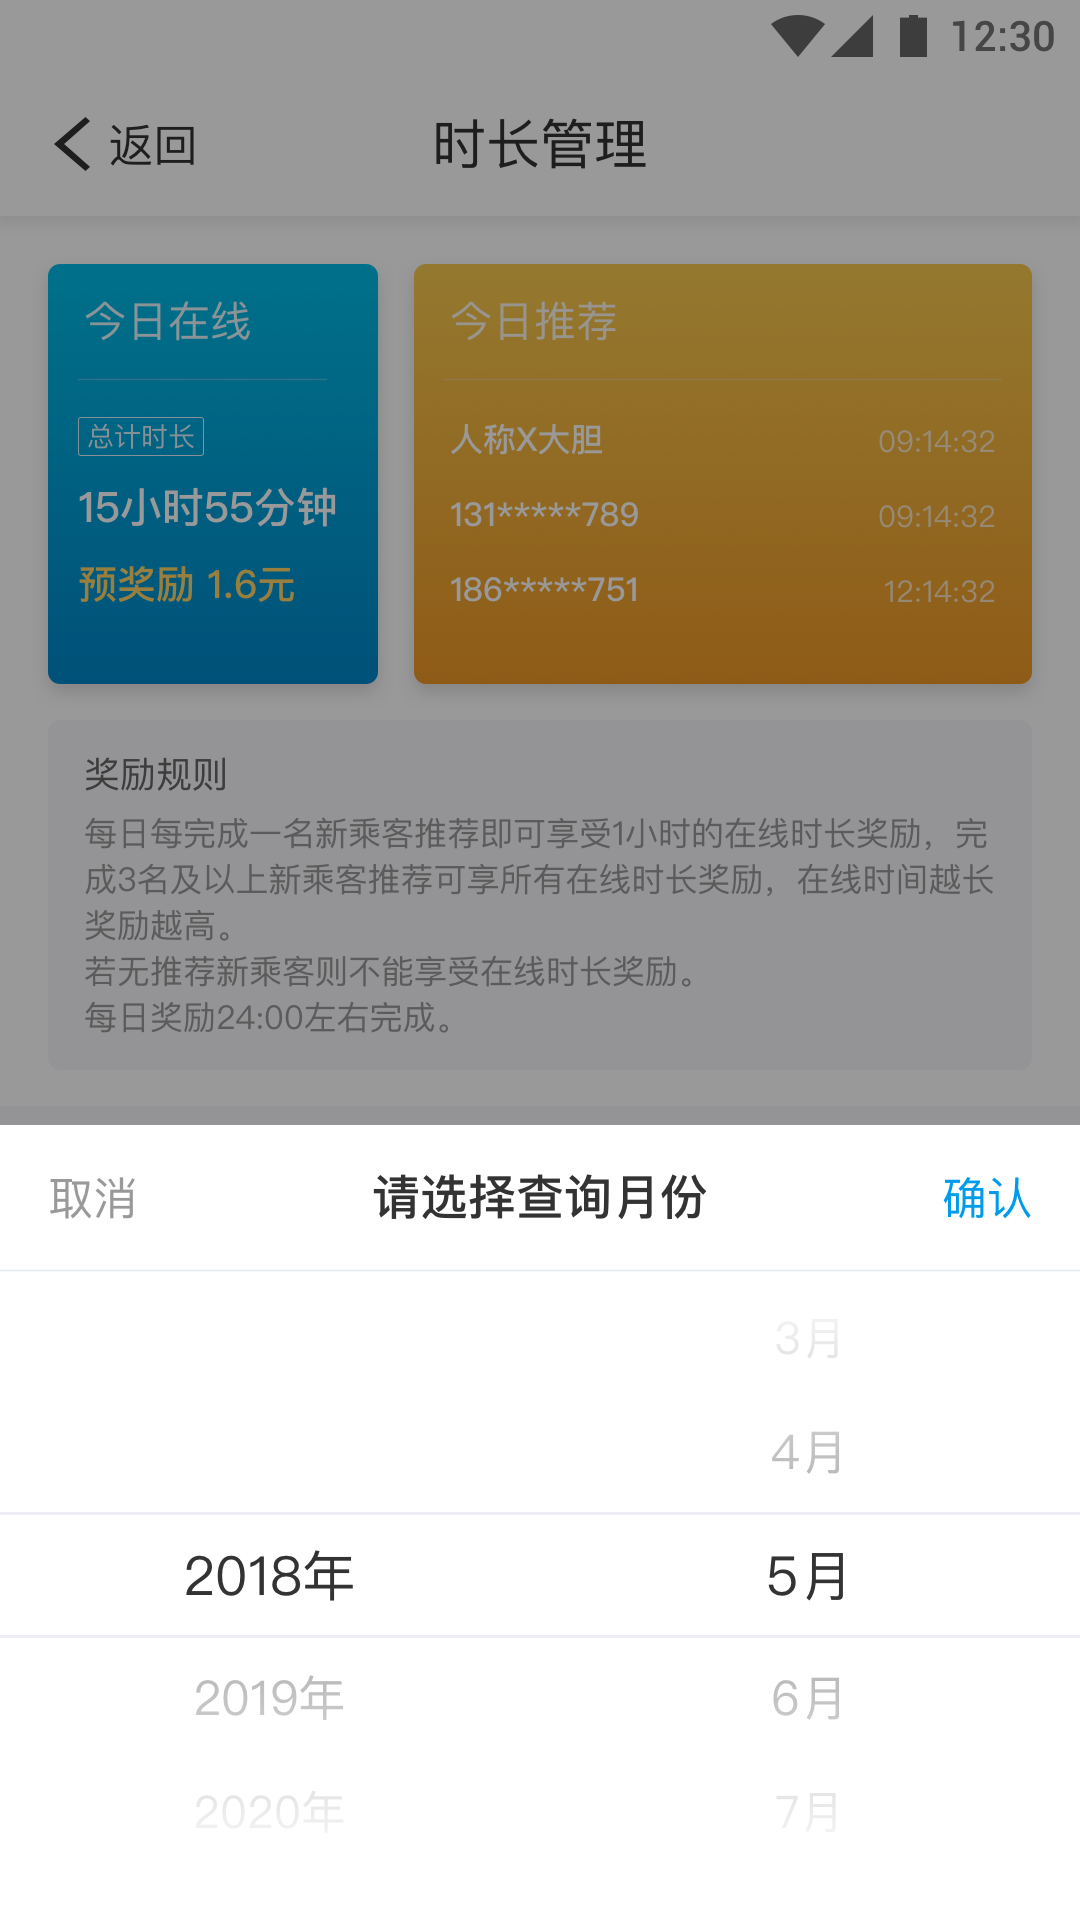 12:30
返回
时长管理
今日在线
总计时长
15小时55分钟
预奖励 1.6元
今日推荐
人称X大胆 09:14:32
131*****789 09:14:32
186*****751 12:14:32
奖励规则
每日每完成一名新乘客推荐即可享受1小时的在线时长奖励，完
成3名及以上新乘客推荐可享所有在线时长奖励，在线时间越长
奖励越高。
若无推荐新乘客则不能享受在线时长奖励。
每日奖励24:00左右完成。
取消
请选择查询月份
确认
3月
4月
2018年 5月
2019年 6月
2020年 7月